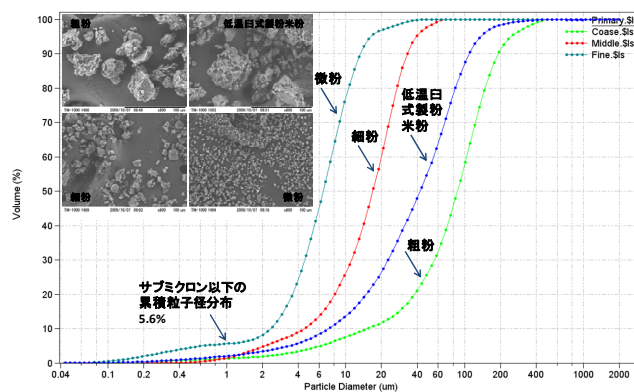 100
90
80
70
60
50
40
30
20
10
0
Volume (%)
粗粉
低温臼式製粉米粉
細粉
微粉
Primary.$ls
Coase.$ls
Middle.$ls
Fine.$ls
微粉
細粉
低温臼
式製粉
米粉
粗粉
サブミクロン以下の
累積粒子径分布
5.6%
0.04 0.1 0.2 0.4 1 2 4 6 10 20 40 60 100 200 400 1000 2000
Particle Diameter (um)